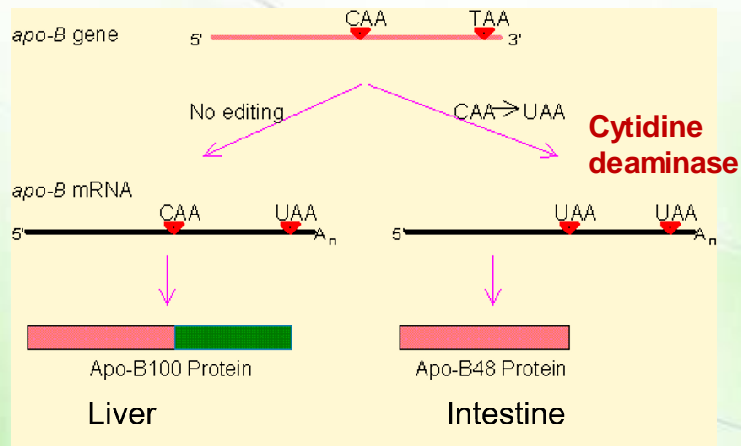 CAA TAA
apo-B gene 5' 3'
No editing CAA→UAA
Cytidine
deaminase
apo-B mRNA
CAA UAA UAA UAA
5' An 5' An
Apo-B100 Protein Apo-B48 Protein
Liver Intestine